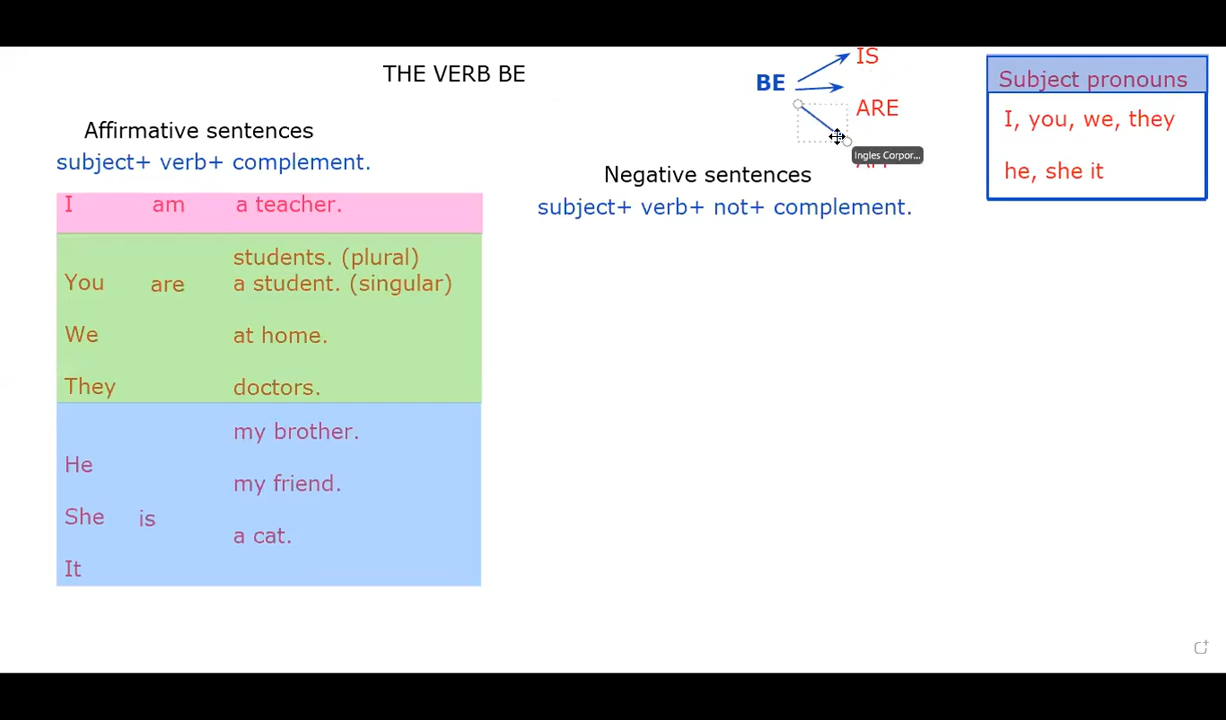 THE VERB BE
BE
IS
ARE
Ingles Corpor...
Subject pronouns
I, you, we, they
he, she it
Affirmative sentences
subject+ verb+ complement.
I am a teacher.
students. (plural)
You are a student. (singular)
We at home.
They doctors.
my brother.
He
my friend.
She is
a cat.
It
Negative sentences
subject+ verb+ not+ complement.